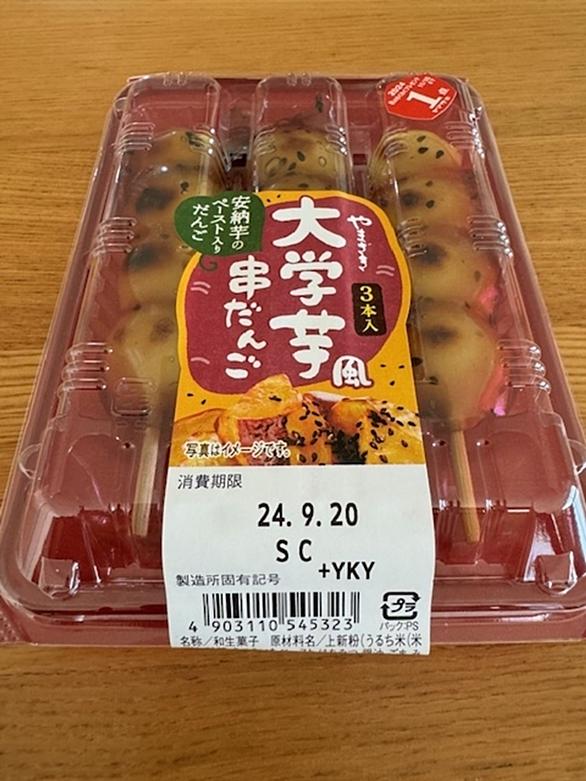 1点
安納芋の
ペースト入り
だんご
やまざき
大学芋風
串だんご
3本入
写真はイメージです。
消費期限
24.9.20
SC
+YKY
製造所固有記号
4 903110 545323
プラ
パック:PS
名称/和生菓子 原材料名/上新粉(うるち米(米